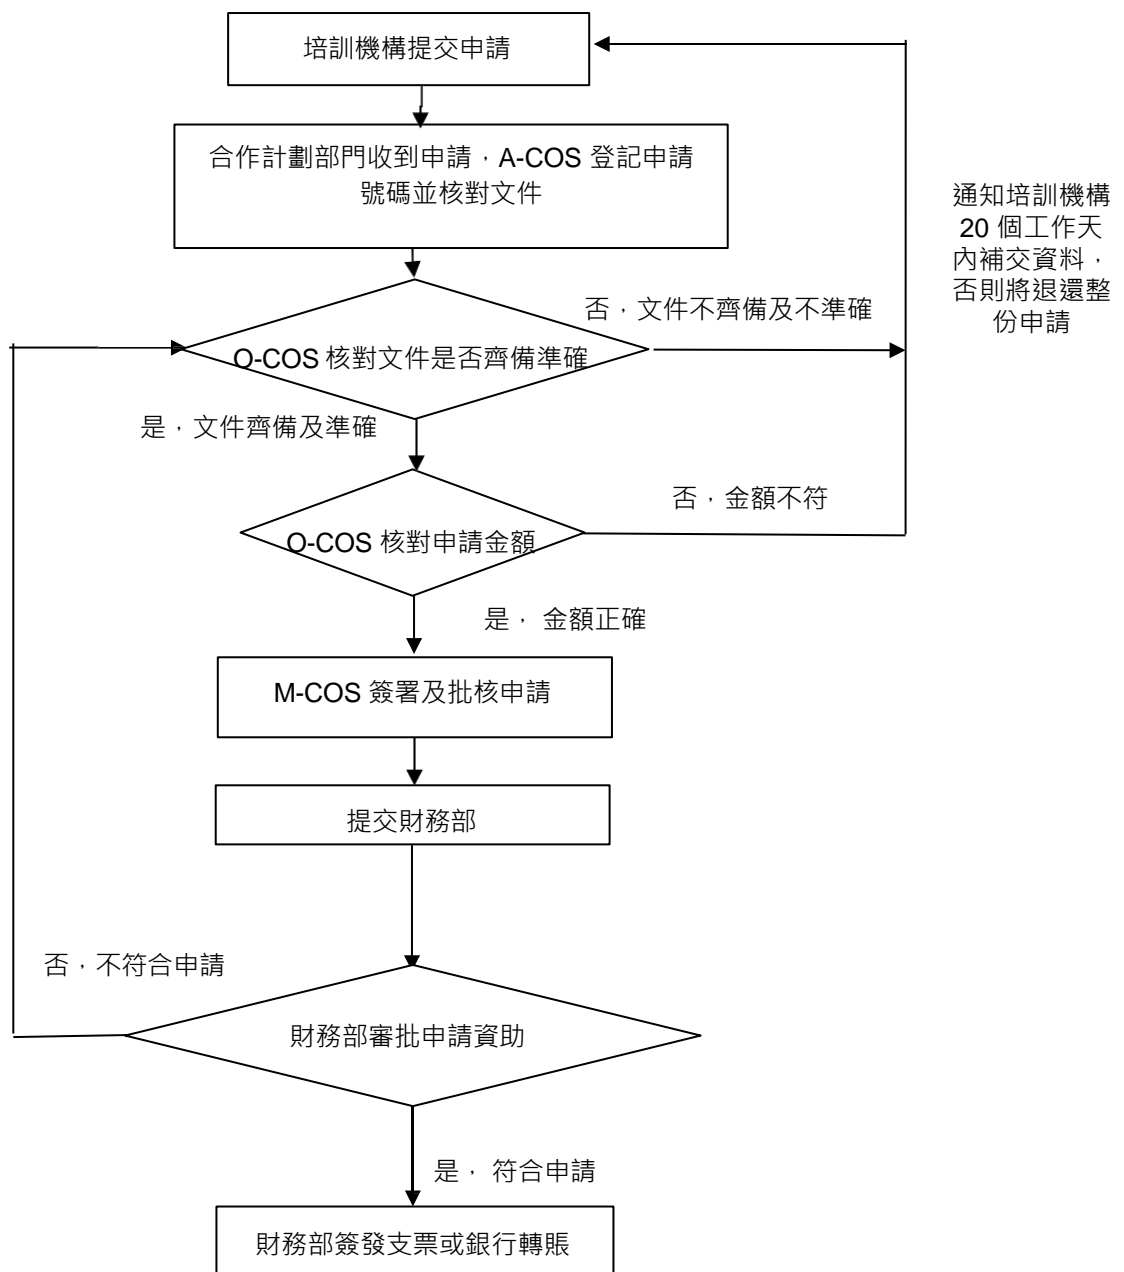 培訓機構提交申請
合作計劃部門收到申請，A-COS 登記申請
號碼並核對文件
通知培訓機構
20 個工作天
內補交資料，
否則將退還整
份申請
否，文件不齊備及不準確
O-COS 核對文件是否齊備準確
是，文件齊備及準確
否，金額不符
O-COS 核對申請金額
是， 金額正確
M-COS 簽署及批核申請
提交財務部
否，不符合申請
財務部審批申請資助
是， 符合申請
財務部簽發支票或銀行轉賬